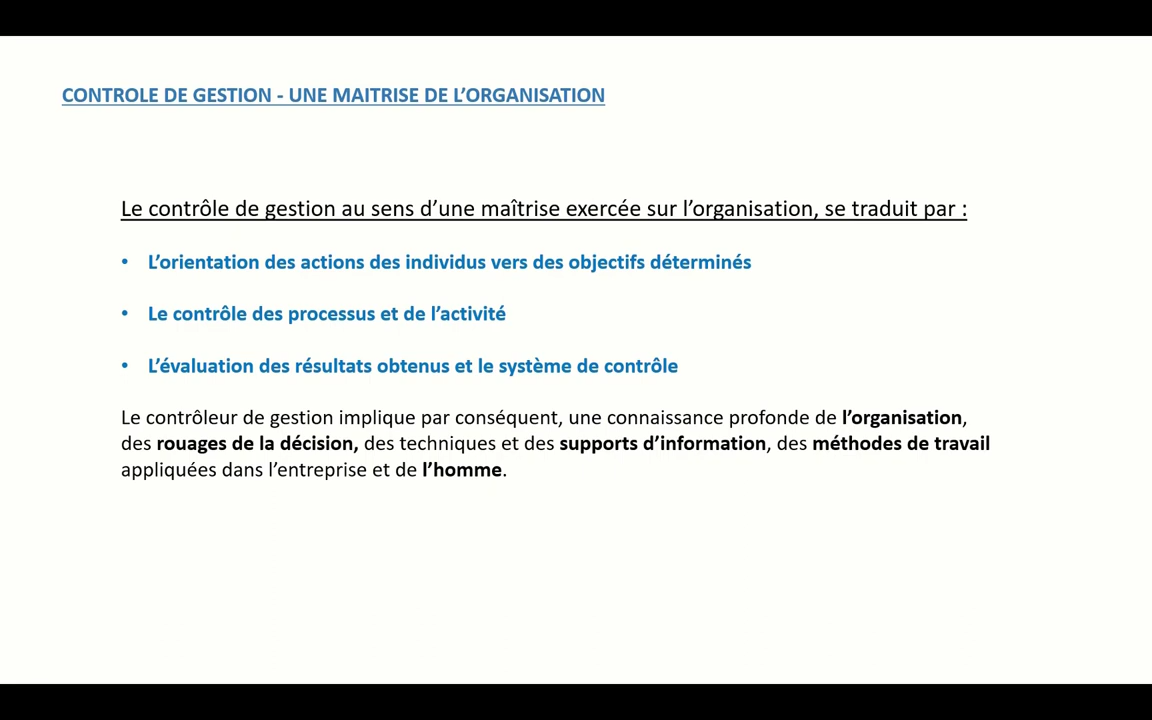 CONTROLE DE GESTION - UNE MAITRISE DE L’ORGANISATION
Le contrôle de gestion au sens d’une maîtrise exercée sur l’organisation, se traduit par :
• L’orientation des actions des individus vers des objectifs déterminés
• Le contrôle des processus et de l’activité
• L’évaluation des résultats obtenus et le système de contrôle
Le contrôleur de gestion implique par conséquent, une connaissance profonde de l’organisation,
des rouages de la décision, des techniques et des supports d’information, des méthodes de travail
appliquées dans l’entreprise et de l’homme.